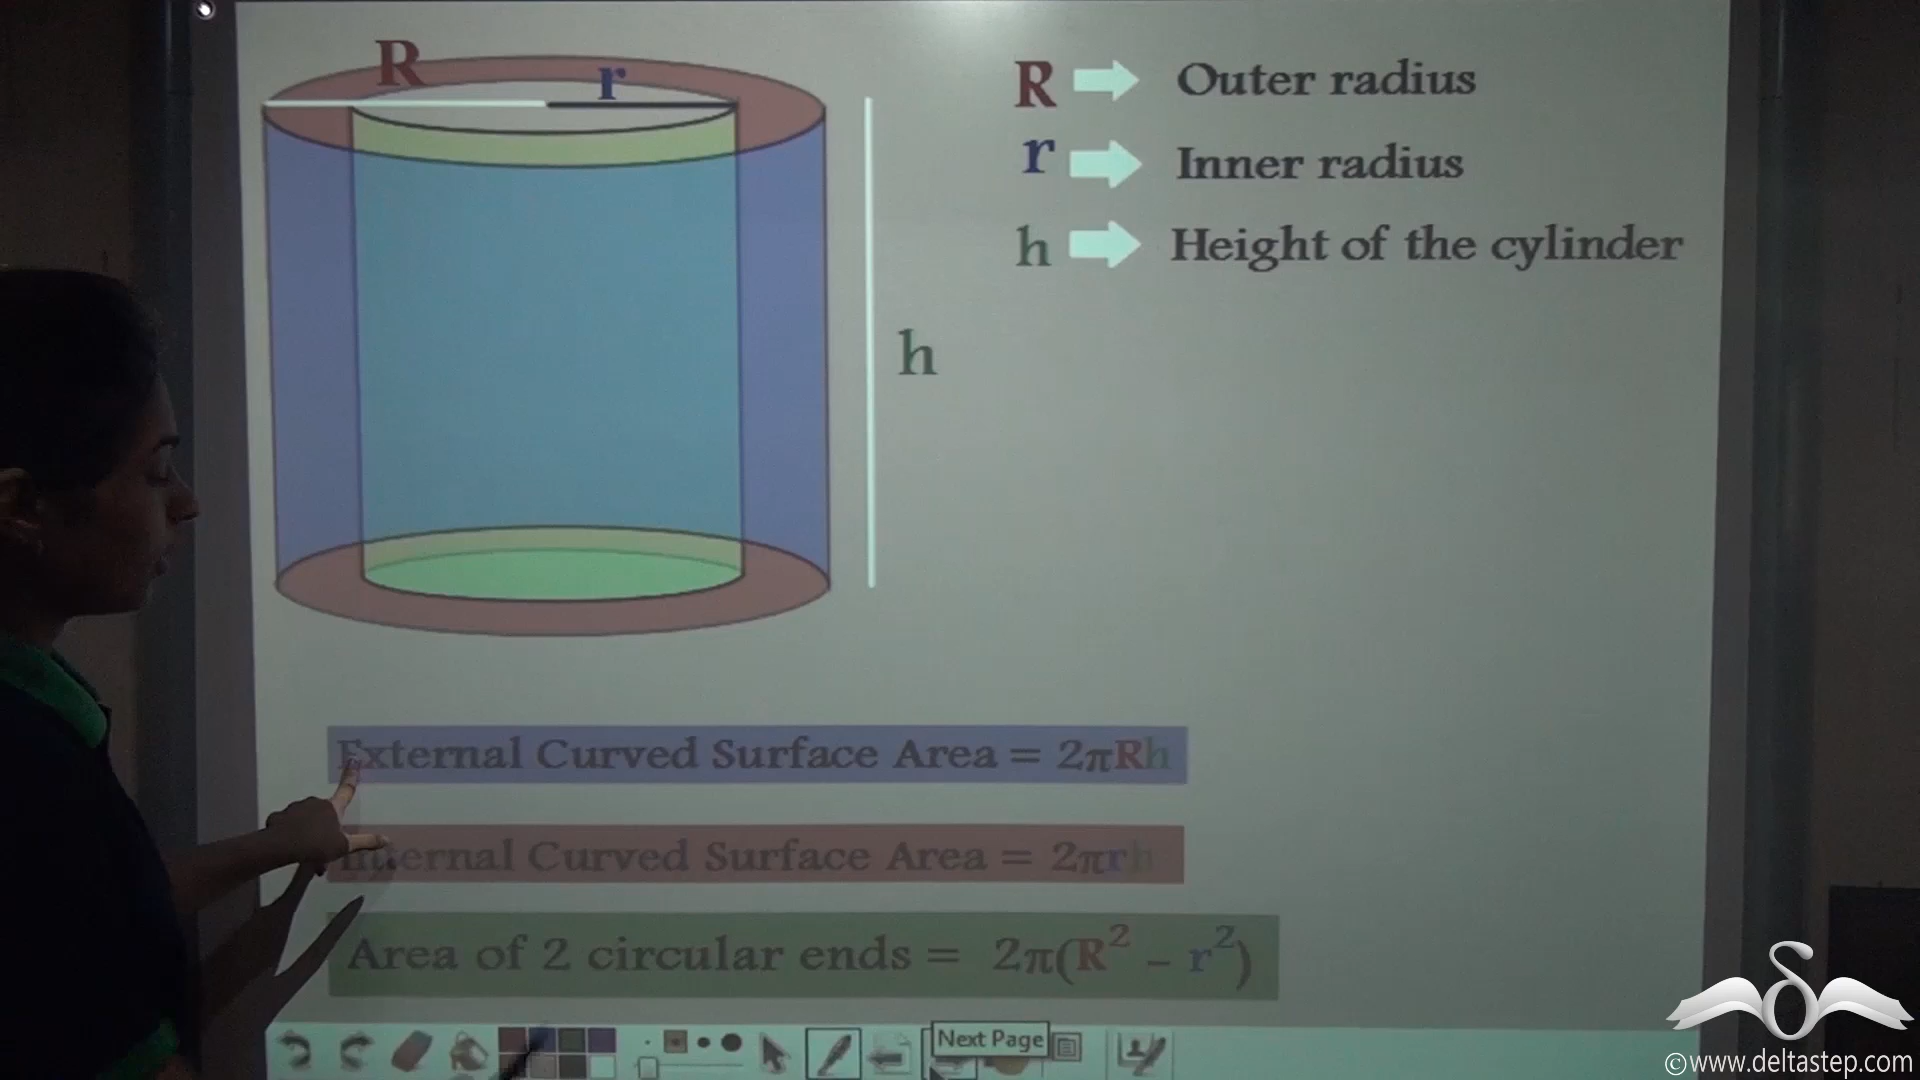 R
r
h
R Outer radius
r Inner radius
h Height of the cylinder
External Curved Surface Area = 2πRh
Internal Curved Surface Area = 2πrh
Area of 2 circular ends = 2π(R² – r²)
Next Page
©www.deltastep.com